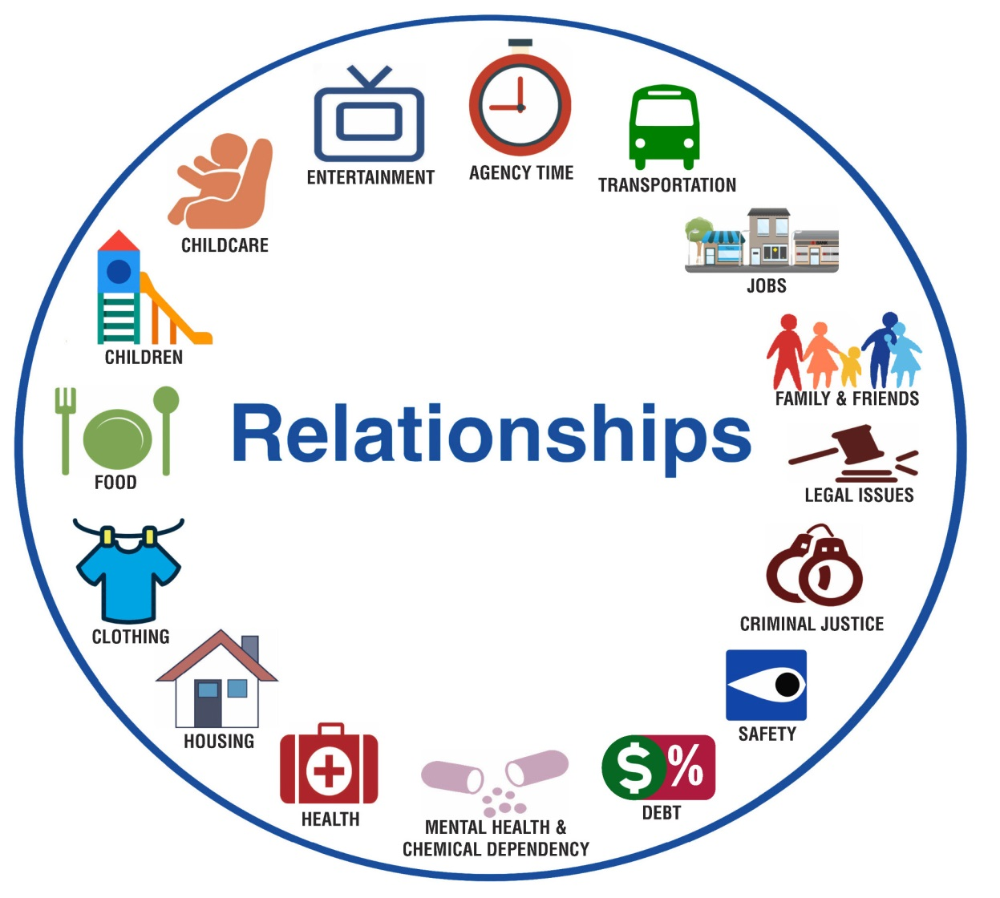 ENTERTAINMENT
AGENCY TIME
TRANSPORTATION
CHILDCARE
JOBS
CHILDREN
FAMILY & FRIENDS
Relationships
FOOD
LEGAL ISSUES
CLOTHING
CRIMINAL JUSTICE
HOUSING
SAFETY
HEALTH
$ %
DEBT
MENTAL HEALTH &
CHEMICAL DEPENDENCY